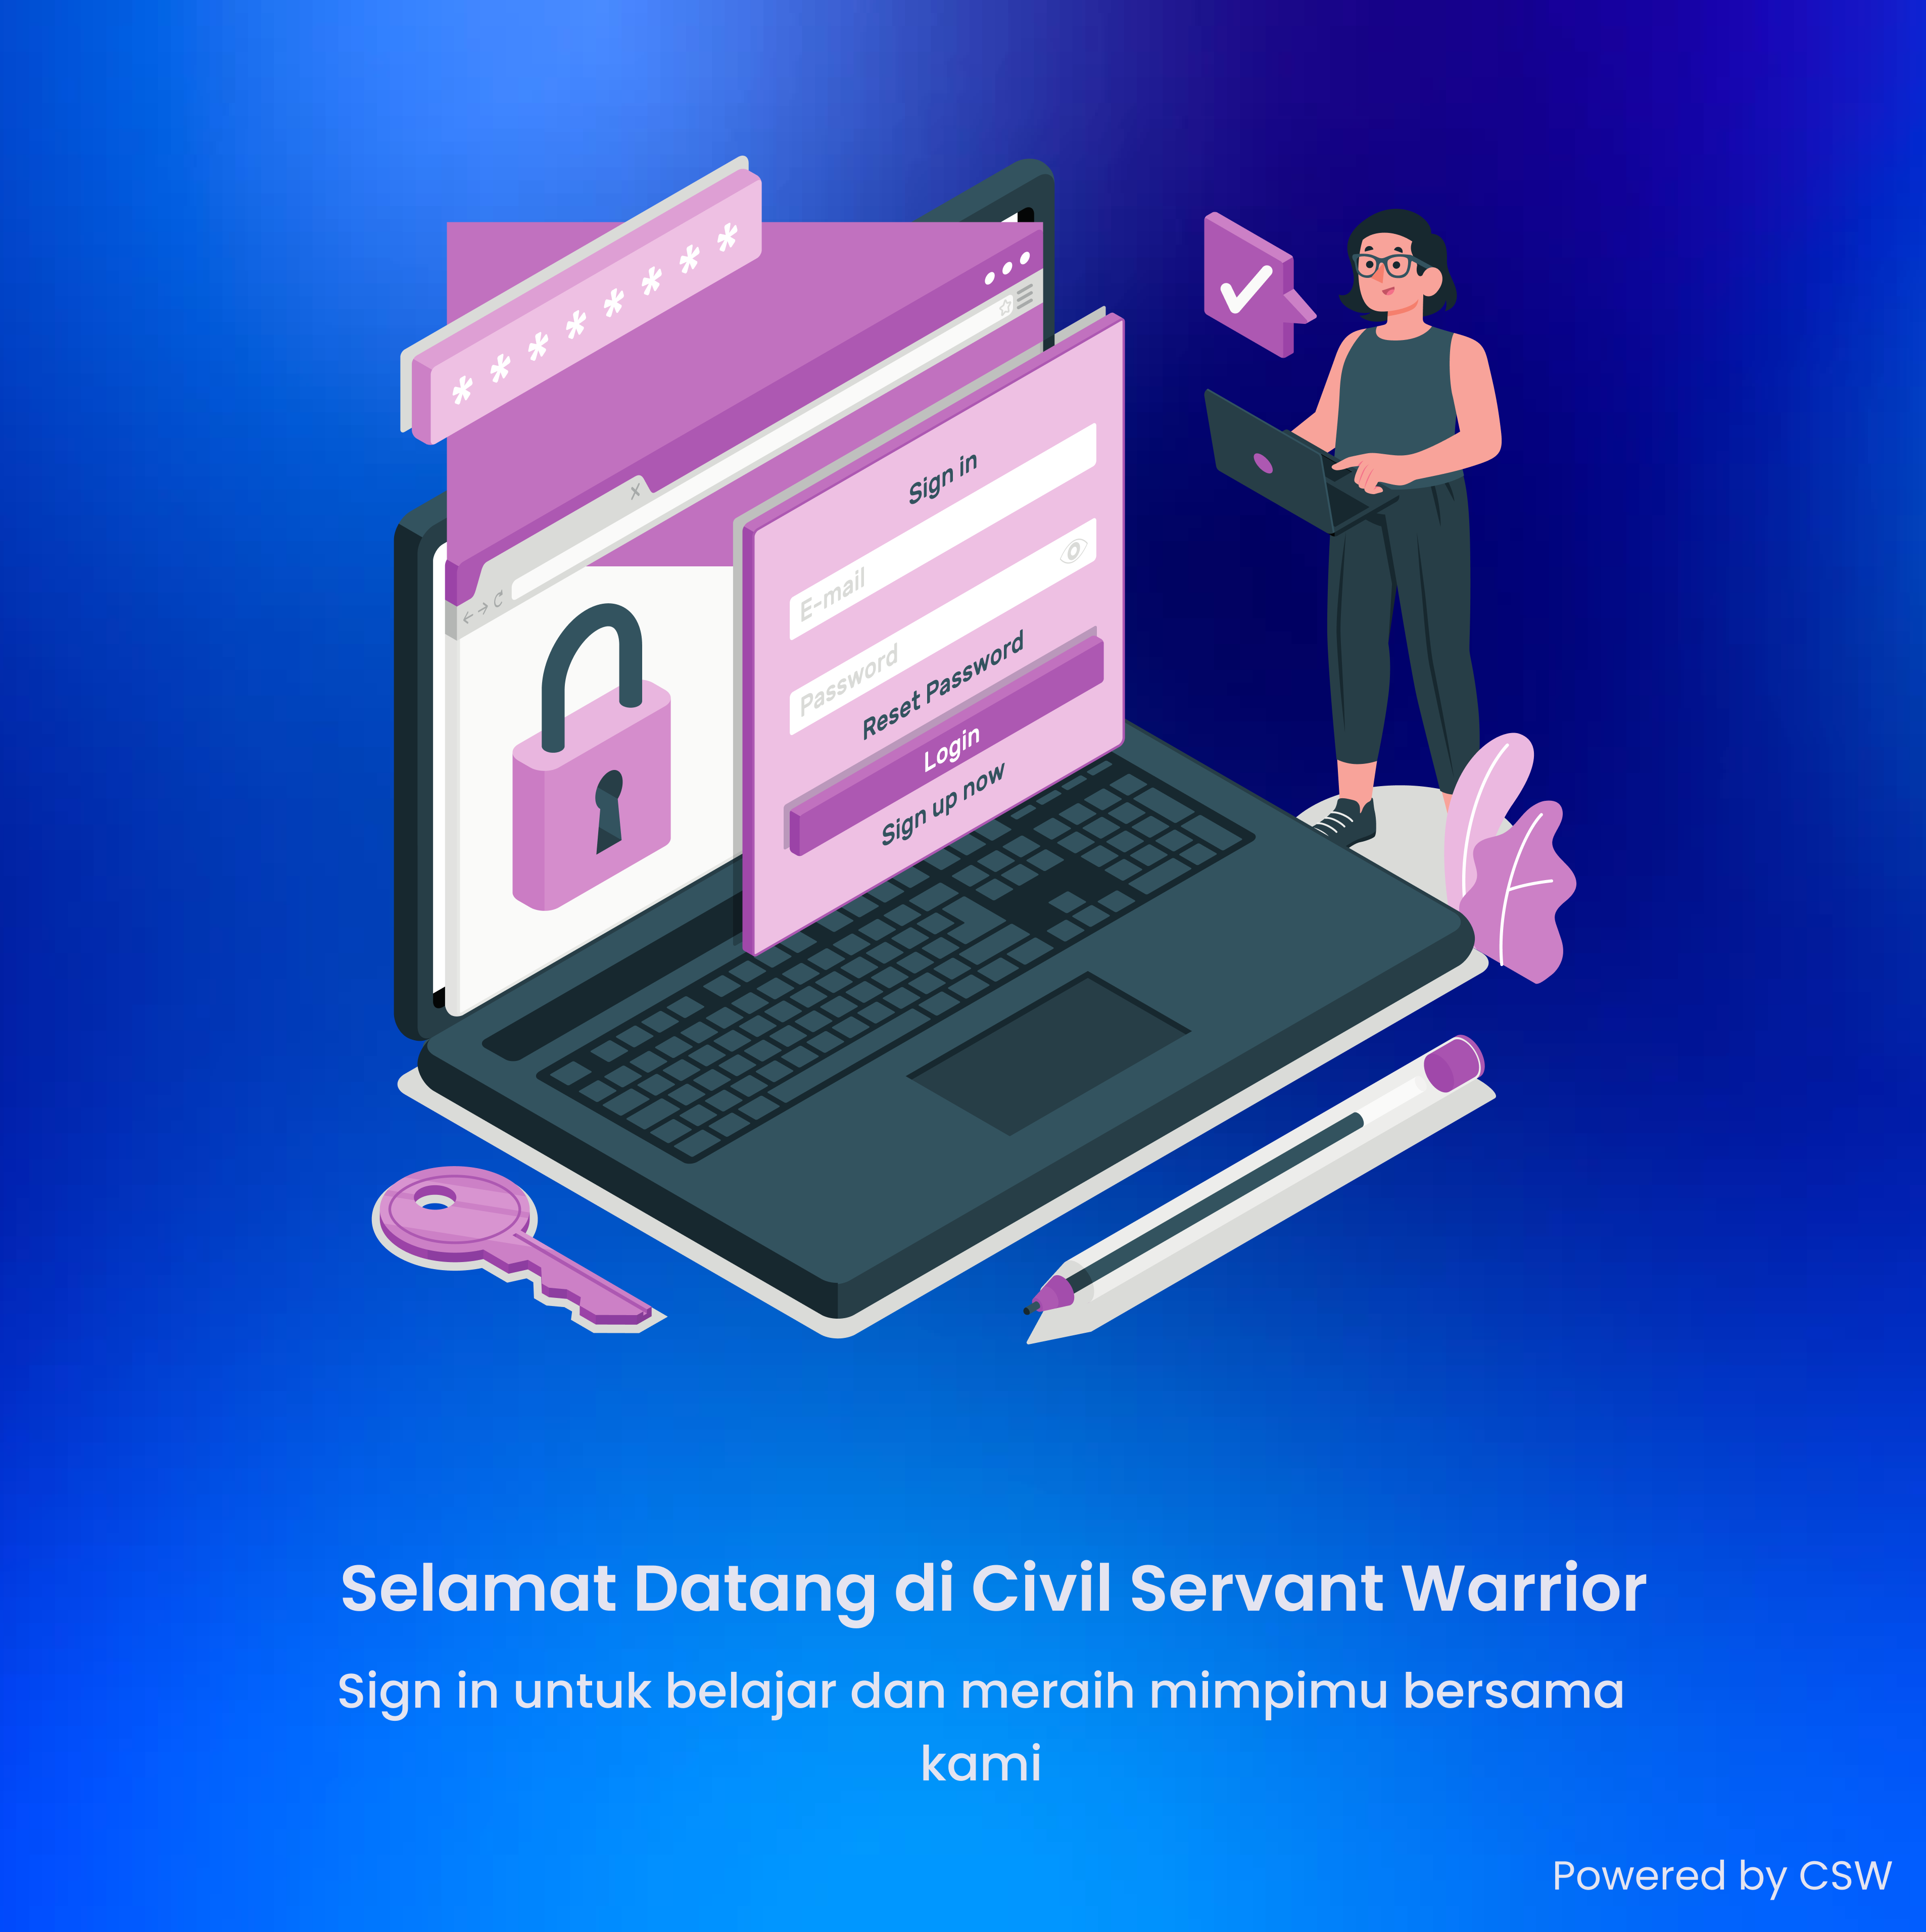 * * * * * * * *
Sign in
E-mail
Password
Reset Password
Login
Sign up now
Selamat Datang di Civil Servant Warrior
Sign in untuk belajar dan meraih mimpimu bersama
kami
Powered by CSW